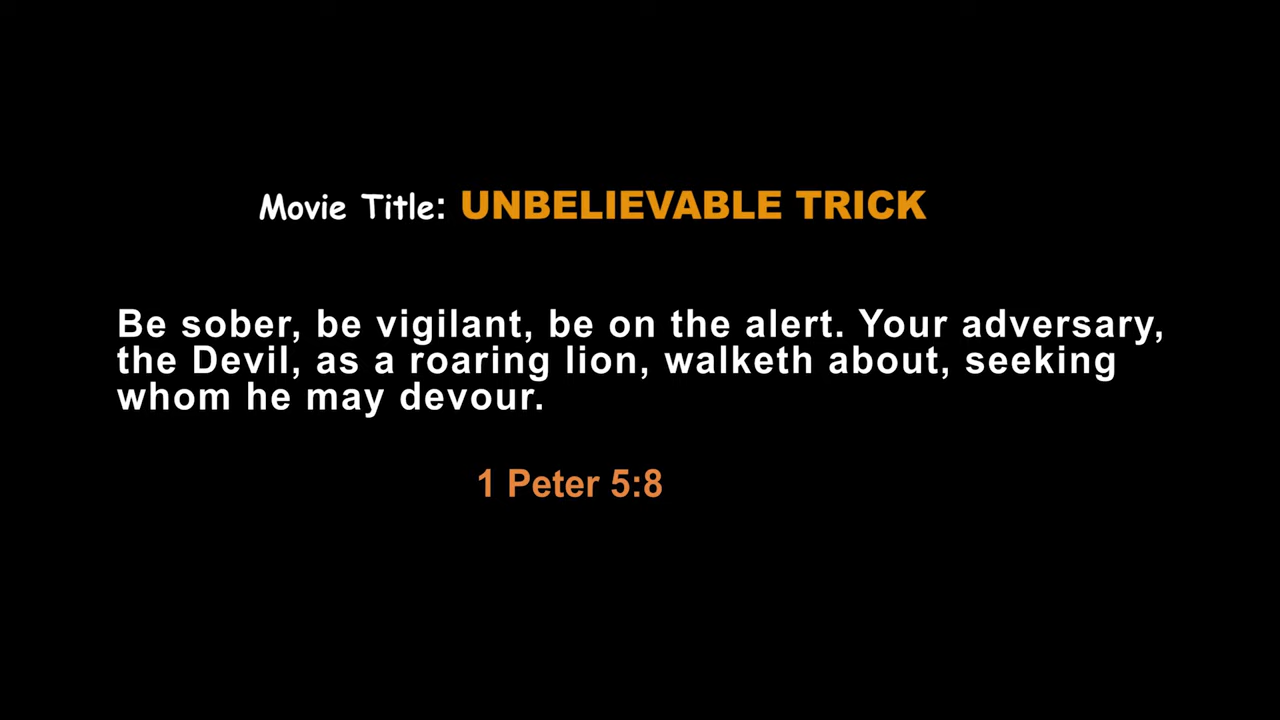 Movie Title: UNBELIEVABLE TRICK
Be sober, be vigilant, be on the alert. Your adversary,
the Devil, as a roaring lion, walketh about, seeking
whom he may devour.
1 Peter 5:8